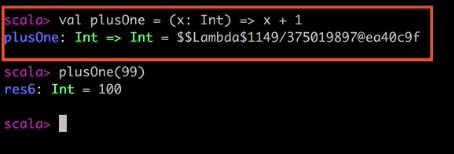 scala> val plusOne = (x: Int) => x + 1
plusOne: Int => Int = $$Lambda$1149/375019897@ea40c9f
scala> plusOne(99)
res6: Int = 100
scala>